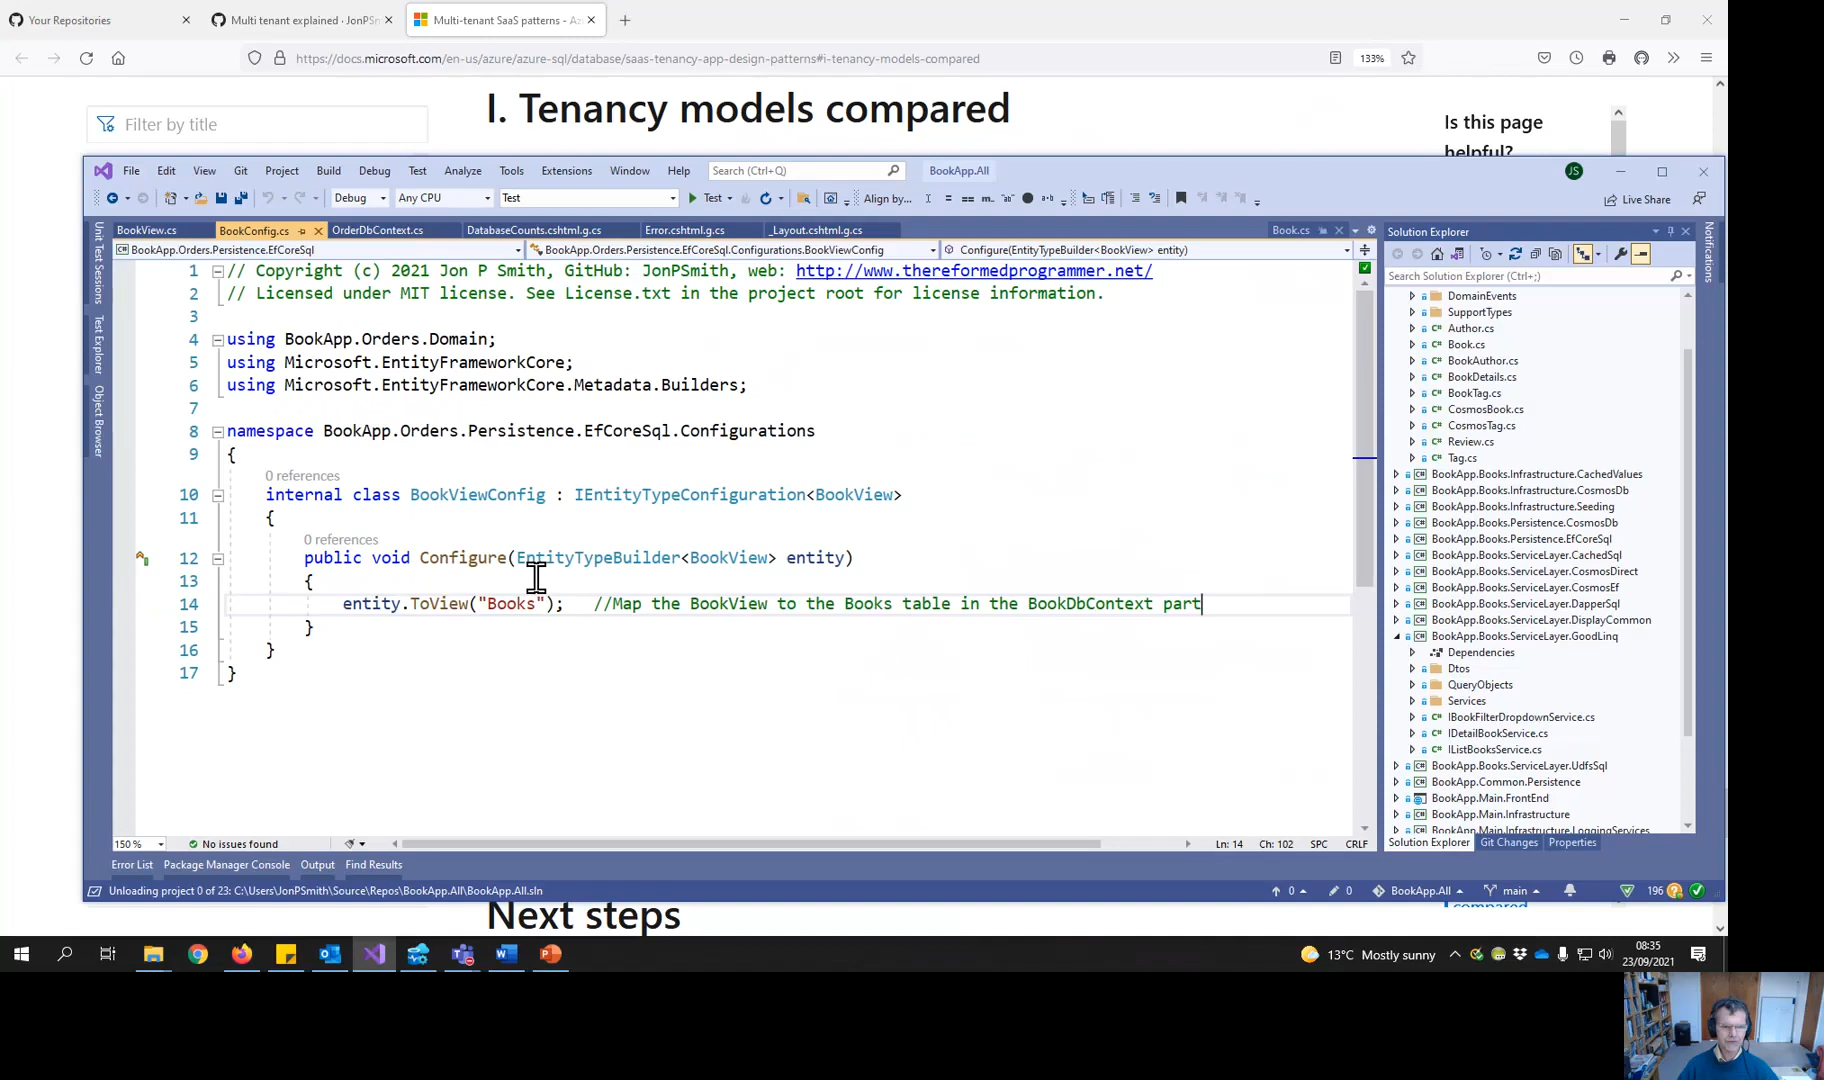 Your Repositories
Multi tenant explained · JonPSm
Multi-tenant SaaS patterns - Az
https://docs.microsoft.com/en-us/azure/azure-sql/database/saas-tenancy-app-design-patterns#i-tenancy-models-compared
133%
Filter by title
I. Tenancy models compared
Is this page
helpful?
File Edit View Git Project Build Debug Test Analyze Tools Extensions Window Help
Search (Ctrl+Q)
BookApp.All
JS
Debug
Any CPU
Test
Test
Align by...
Live Share
Unit Test Sessions
Test Explorer
Object Browser
Notifications
BookView.cs
BookConfig.cs
OrderDbContext.cs
DatabaseCounts.cshtml.g.cs
Error.cshtml.g.cs
_Layout.cshtml.g.cs
Book.cs
BookApp.Orders.Persistence.EfCoreSql
BookApp.Orders.Persistence.EfCoreSql.Configurations.BookViewConfig
Configure(EntityTypeBuilder<BookView> entity)
1 // Copyright (c) 2021 Jon P Smith, GitHub: JonPSmith, web: http://www.thereformedprogrammer.net/
2 // Licensed under MIT license. See License.txt in the project root for license information.
3
4 using BookApp.Orders.Domain;
5 using Microsoft.EntityFrameworkCore;
6 using Microsoft.EntityFrameworkCore.Metadata.Builders;
7
8 namespace BookApp.Orders.Persistence.EfCoreSql.Configurations
9 {
0 references
10 internal class BookViewConfig : IEntityTypeConfiguration<BookView>
11 {
0 references
12 public void Configure(EntityTypeBuilder<BookView> entity)
13 {
14 entity.ToView("Books"); //Map the BookView to the Books table in the BookDbContext part
15 }
16 }
17 }
150 %
No issues found
Ln: 14 Ch: 102 SPC CRLF
Error List Package Manager Console Output Find Results
Solution Explorer
Search Solution Explorer (Ctrl+;)
DomainEvents
SupportTypes
Author.cs
Book.cs
BookAuthor.cs
BookDetails.cs
BookTag.cs
CosmosBook.cs
CosmosTag.cs
Review.cs
Tag.cs
BookApp.Books.Infrastructure.CachedValues
BookApp.Books.Infrastructure.CosmosDb
BookApp.Books.Infrastructure.Seeding
BookApp.Books.Persistence.CosmosDb
BookApp.Books.Persistence.EfCoreSql
BookApp.Books.ServiceLayer.CachedSql
BookApp.Books.ServiceLayer.CosmosDirect
BookApp.Books.ServiceLayer.CosmosEf
BookApp.Books.ServiceLayer.DapperSql
BookApp.Books.ServiceLayer.DisplayCommon
BookApp.Books.ServiceLayer.GoodLinq
Dependencies
Dtos
QueryObjects
Services
IBookFilterDropdownService.cs
IDetailBookService.cs
IListBooksService.cs
BookApp.Books.ServiceLayer.UdfsSql
BookApp.Common.Persistence
BookApp.Main.FrontEnd
BookApp.Main.Infrastructure
BookApp.Main.Infrastructure.LoggingServices
Solution Explorer Git Changes Properties
Unloading project 0 of 23: C:\Users\JonPSmith\Source\Repos\BookApp.All\BookApp.All.sln
0
0
BookApp.All
main
196
Next steps
compared
13°C Mostly sunny
08:35
23/09/2021